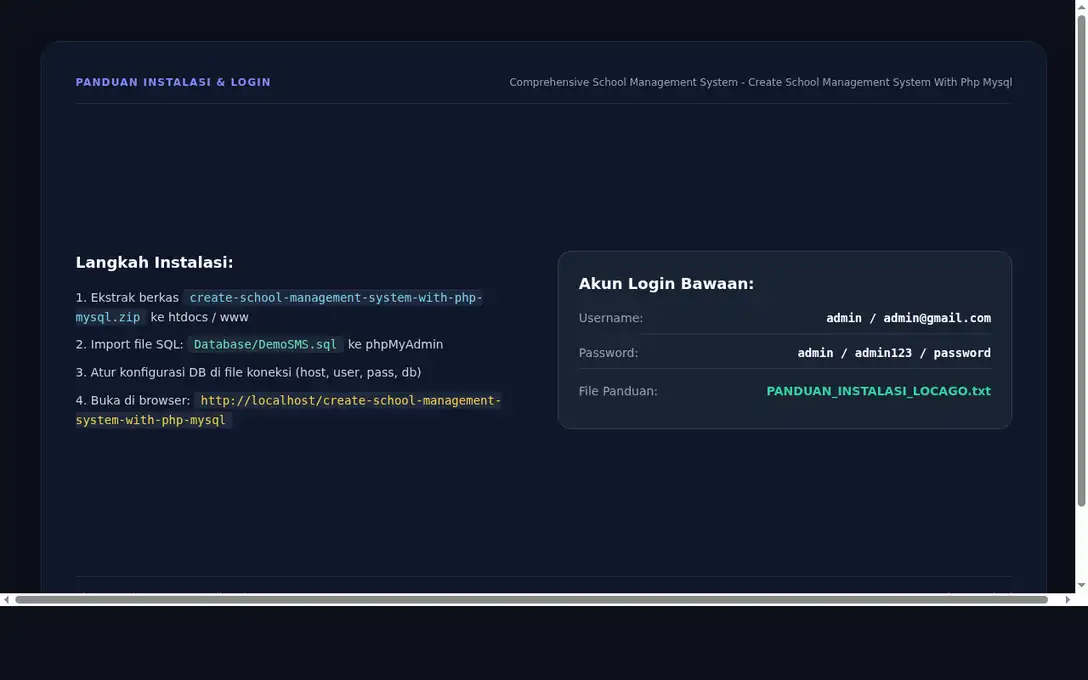 PANDUAN INSTALASI & LOGIN
Comprehensive School Management System - Create School Management System With Php Mysql
Langkah Instalasi:
1. Ekstrak berkas create-school-management-system-with-php-
mysql.zip ke htdocs / www
2. Import file SQL: Database/DemoSMS.sql ke phpMyAdmin
3. Atur konfigurasi DB di file koneksi (host, user, pass, db)
4. Buka di browser: http://localhost/create-school-management-
system-with-php-mysql
Akun Login Bawaan:
Username: admin / admin@gmail.com
Password: admin / admin123 / password
File Panduan: PANDUAN_INSTALASI_LOCAGO.txt